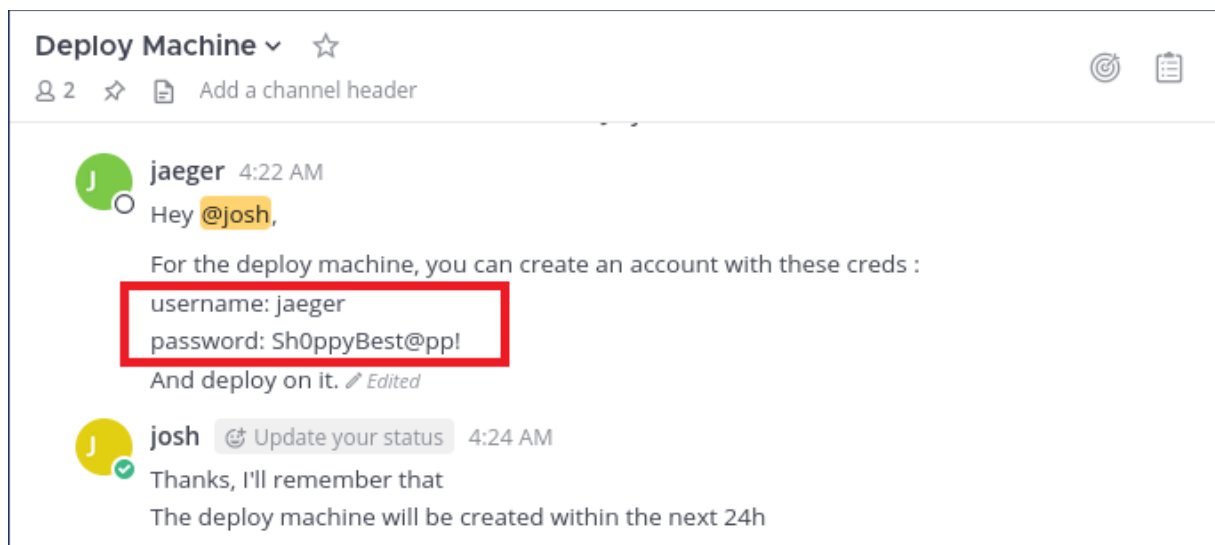 Deploy Machine
2
Add a channel header
J
jaeger 4:22 AM
Hey @josh,
For the deploy machine, you can create an account with these creds :
username: jaeger
password: Sh0ppyBest@pp!
And deploy on it. Edited
J
josh Update your status 4:24 AM
Thanks, I'll remember that
The deploy machine will be created within the next 24h